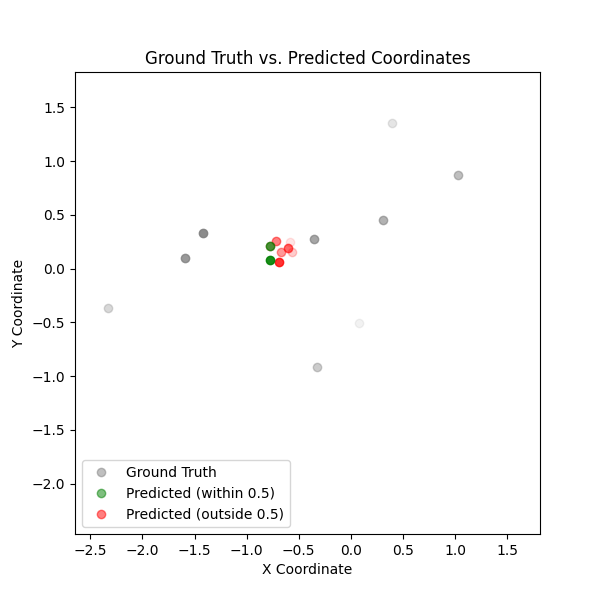 Ground Truth vs. Predicted Coordinates
1.5
1.0
0.5
0.0
−0.5
−1.0
−1.5
−2.0
Y Coordinate
Ground Truth
Predicted (within 0.5)
Predicted (outside 0.5)
−2.5 −2.0 −1.5 −1.0 −0.5 0.0 0.5 1.0 1.5
X Coordinate